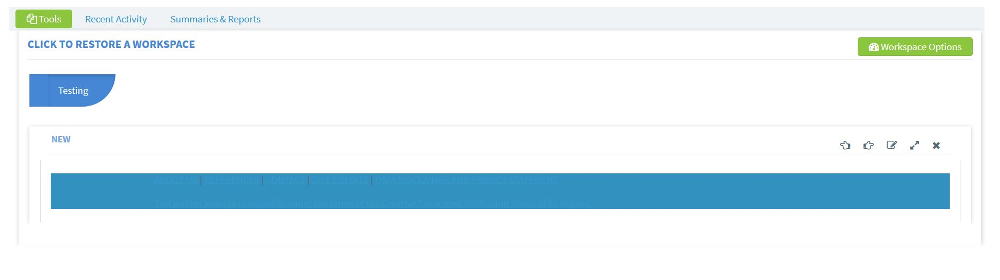 Tools Recent Activity Summaries & Reports
CLICK TO RESTORE A WORKSPACE
Workspace Options
Testing
NEW
ABOUT US | REFERENCES | CONTACT | SITE CREDITS | DATA DISCLAIMER AND PRIVACY STATEMENT
Text on this website is available under the terms of the Creative Commons Attribution-Share Alike license.